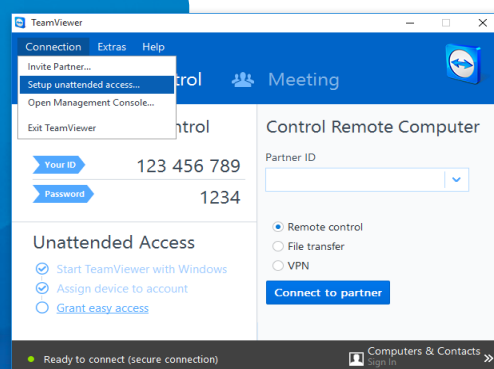 TeamViewer
Connection Extras Help
Invite Partner...
Setup unattended access...
Open Management Console...
Exit TeamViewer
trol
Meeting
ntrol
Your ID
123 456 789
Password
1234
Unattended Access
Start TeamViewer with Windows
Assign device to account
Grant easy access
Control Remote Computer
Partner ID
Remote control
File transfer
VPN
Connect to partner
Ready to connect (secure connection)
Computers & Contacts
Sign In